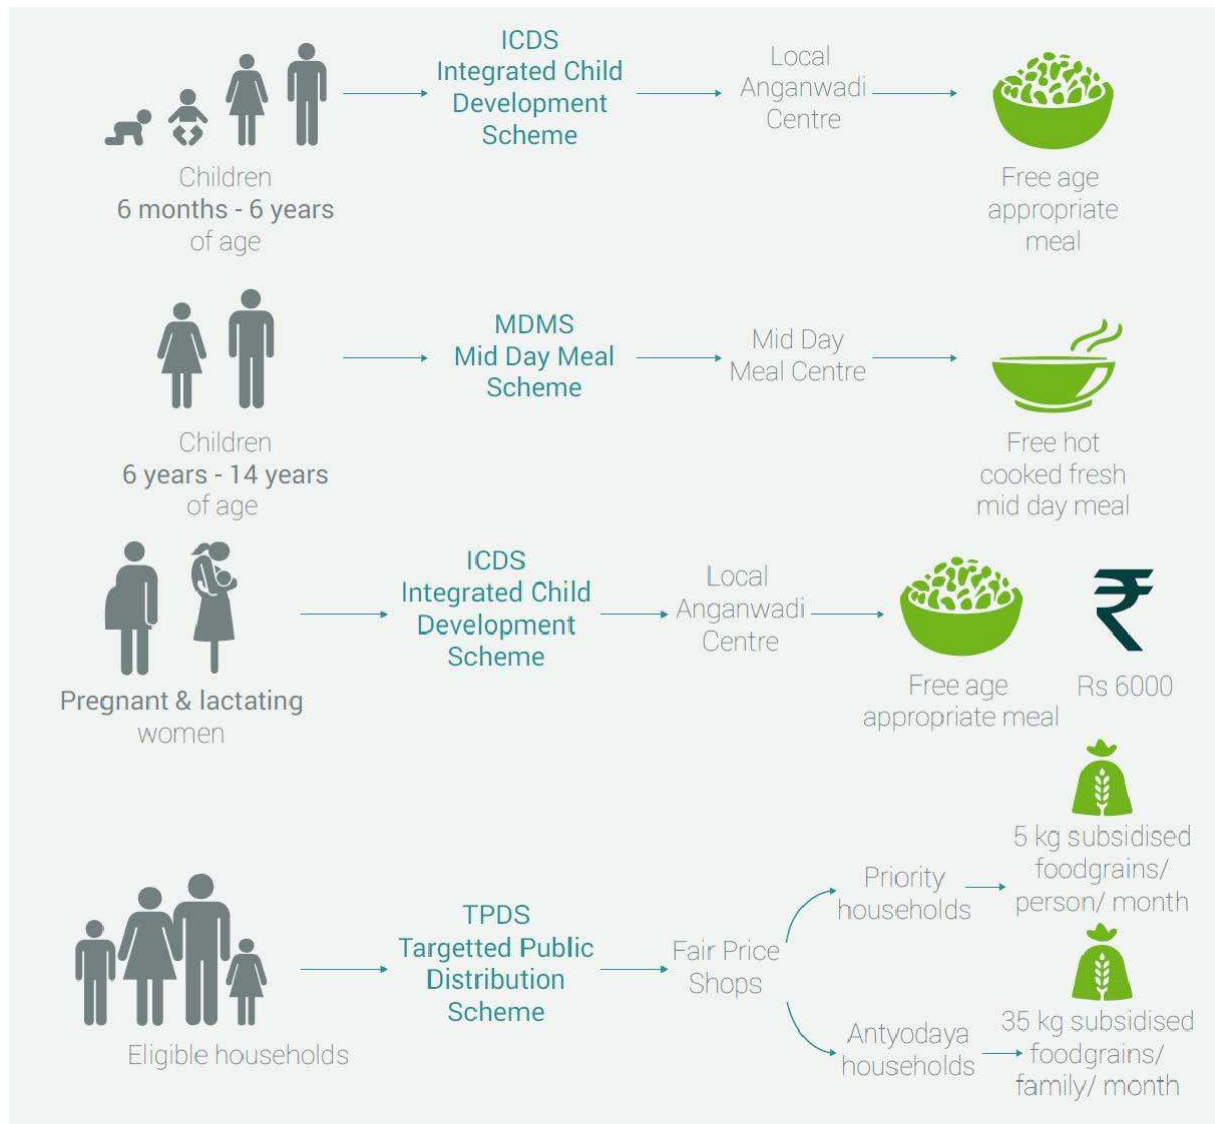 ICDS
Integrated Child
Development
Scheme
Local
Anganwadi
Centre
Children
6 months - 6 years
of age
Free age
appropriate
meal
MDMS
Mid Day Meal
Scheme
Mid Day
Meal Centre
Children
6 years - 14 years
of age
Free hot
cooked fresh
mid day meal
ICDS
Integrated Child
Development
Scheme
Local
Anganwadi
Centre
₹
Pregnant & lactating
women
Free age
appropriate meal
Rs 6000
TPDS
Targetted Public
Distribution
Scheme
Fair Price
Shops
Priority
households
5 kg subsidised
foodgrains/
person/ month
Eligible households
Antyodaya
households
35 kg subsidised
foodgrains/
family/ month